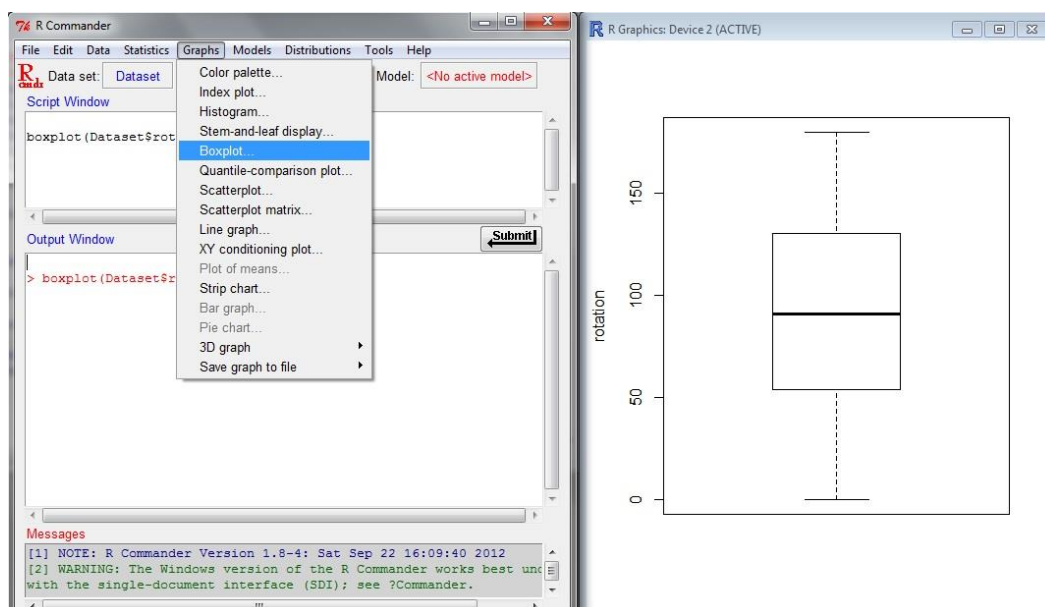 R Commander
File Edit Data Statistics Graphs Models Distributions Tools Help
R
cmdr
Data set: Dataset
Model: <No active model>
Script Window
boxplot(Dataset$rot
Color palette...
Index plot...
Histogram...
Stem-and-leaf display...
Boxplot...
Quantile-comparison plot...
Scatterplot...
Scatterplot matrix...
Line graph...
XY conditioning plot...
Plot of means...
Strip chart...
Bar graph...
Pie chart...
3D graph
Save graph to file
Output Window
Submit
> boxplot(Dataset$r
Messages
[1] NOTE: R Commander Version 1.8-4: Sat Sep 22 16:09:40 2012
[2] WARNING: The Windows version of the R Commander works best und
with the single-document interface (SDI); see ?Commander.
R Graphics: Device 2 (ACTIVE)
rotation
150
100
50
0